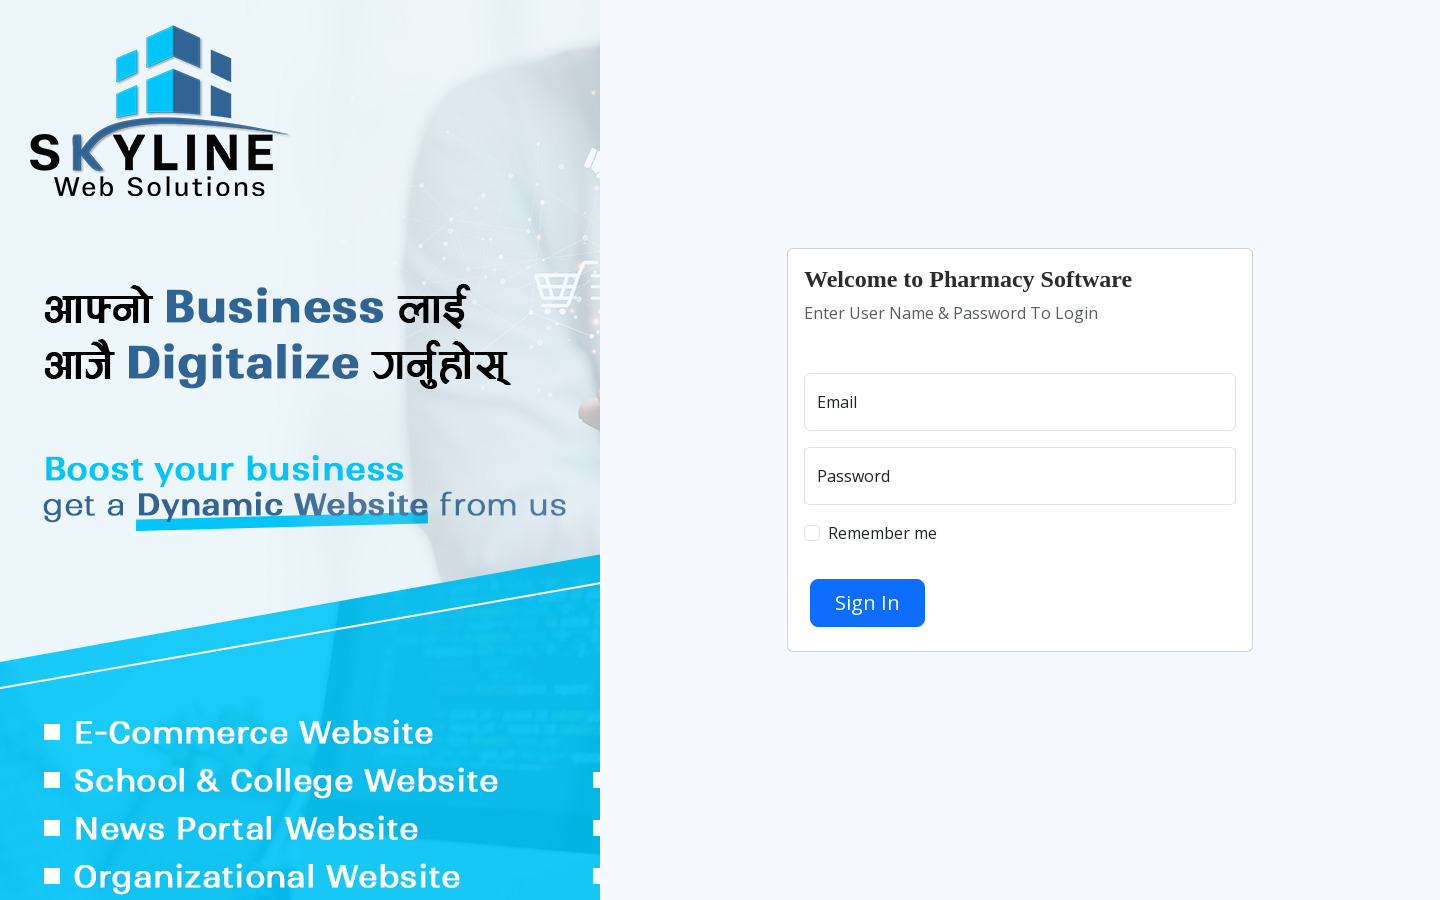 SKYLINE
Web Solutions
आफ्नो Business लाई
आजै Digitalize गर्नुहोस्
Boost your business
get a Dynamic Website from us
E-Commerce Website
School & College Website
News Portal Website
Organizational Website
Welcome to Pharmacy Software
Enter User Name & Password To Login
Email
Password
Remember me
Sign In